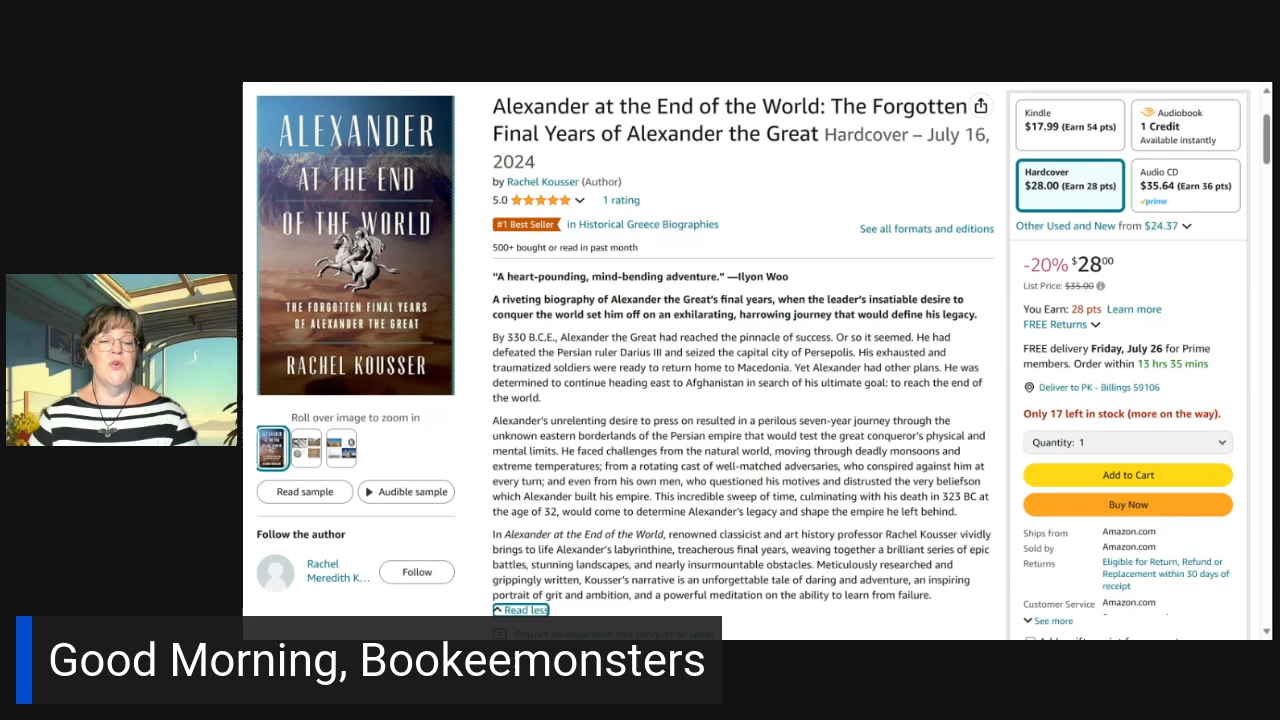 ALEXANDER
AT THE END
OF THE WORLD
THE FORGOTTEN FINAL YEARS
OF ALEXANDER THE GREAT
RACHEL KOUSSER
Roll over image to zoom in
Read sample
Audible sample
Follow the author
Rachel
Meredith K...
Follow
Alexander at the End of the World: The Forgotten
Final Years of Alexander the Great Hardcover – July 16,
2024
by Rachel Kousser (Author)
5.0
1 rating
#1 Best Seller in Historical Greece Biographies
See all formats and editions
500+ bought or read in past month
“A heart-pounding, mind-bending adventure.” —Ilyon Woo
A riveting biography of Alexander the Great’s final years, when the leader’s insatiable desire to
conquer the world set him off on an exhilarating, harrowing journey that would define his legacy.
By 330 B.C.E., Alexander the Great had reached the pinnacle of success. Or so it seemed. He had
defeated the Persian ruler Darius III and seized the capital city of Persepolis. His exhausted and
traumatized soldiers were ready to return home to Macedonia. Yet Alexander had other plans. He was
determined to continue heading east to Afghanistan in search of his ultimate goal: to reach the end of
the world.
Alexander’s unrelenting desire to press on resulted in a perilous seven-year journey through the
unknown eastern borderlands of the Persian empire that would test the great conqueror’s physical and
mental limits. He faced challenges from the natural world, moving through deadly monsoons and
extreme temperatures; from a rotating cast of well-matched adversaries, who conspired against him at
every turn; and even from his own men, who questioned his motives and distrusted the very beliefson
which Alexander built his empire. This incredible sweep of time, culminating with his death in 323 BC at
the age of 32, would come to determine Alexander’s legacy and shape the empire he left behind.
In Alexander at the End of the World, renowned classicist and art history professor Rachel Kousser vividly
brings to life Alexander’s labyrinthine, treacherous final years, weaving together a brilliant series of epic
battles, stunning landscapes, and nearly insurmountable obstacles. Meticulously researched and
grippingly written, Kousser’s narrative is an unforgettable tale of daring and adventure, an inspiring
portrait of grit and ambition, and a powerful meditation on the ability to learn from failure.
Read less
Report an issue with this product or seller
Kindle
$17.99 (Earn 54 pts)
Audiobook
1 Credit
Available instantly
Hardcover
$28.00 (Earn 28 pts)
Audio CD
$35.64 (Earn 36 pts)
prime
Other Used and New from $24.37
-20% $2800
List Price: $35.00
You Earn: 28 pts Learn more
FREE Returns
FREE delivery Friday, July 26 for Prime
members. Order within 13 hrs 35 mins
Deliver to PK - Billings 59106
Only 17 left in stock (more on the way).
Quantity: 1
Add to Cart
Buy Now
Ships from Amazon.com
Sold by Amazon.com
Returns Eligible for Return, Refund or
Replacement within 30 days of
receipt
Customer Service Amazon.com
See more
Good Morning, Bookeemonsters